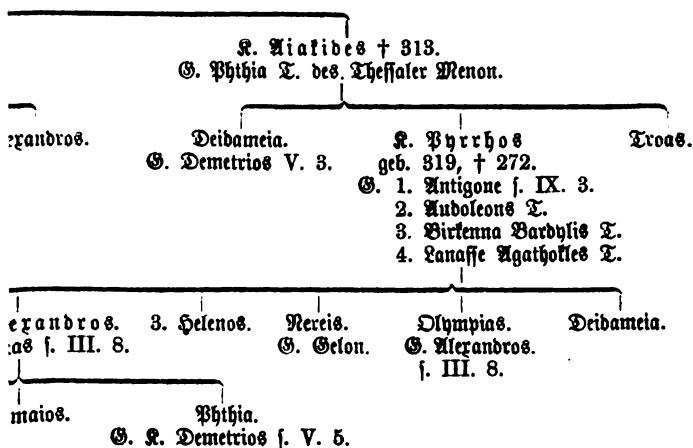 K. Aiakides † 313.
G. Phthia T. des Thessaler Menon.
exandros. Deidameia. K. Pyrrhos Troas.
G. Demetrios V. 3. geb. 319, † 272.
G. 1. Antigone s. IX. 3.
2. Audoleons T.
3. Birkenna Bardylis T.
4. Lanasse Agathokles T.
exandros. 3. Helenos. Nereis. Olympias. Deidameia.
as s. III. 8. G. Gelon. G. Alexandros.
s. III. 8.
maios. Phthia.
G. K. Demetrios s. V. 5.